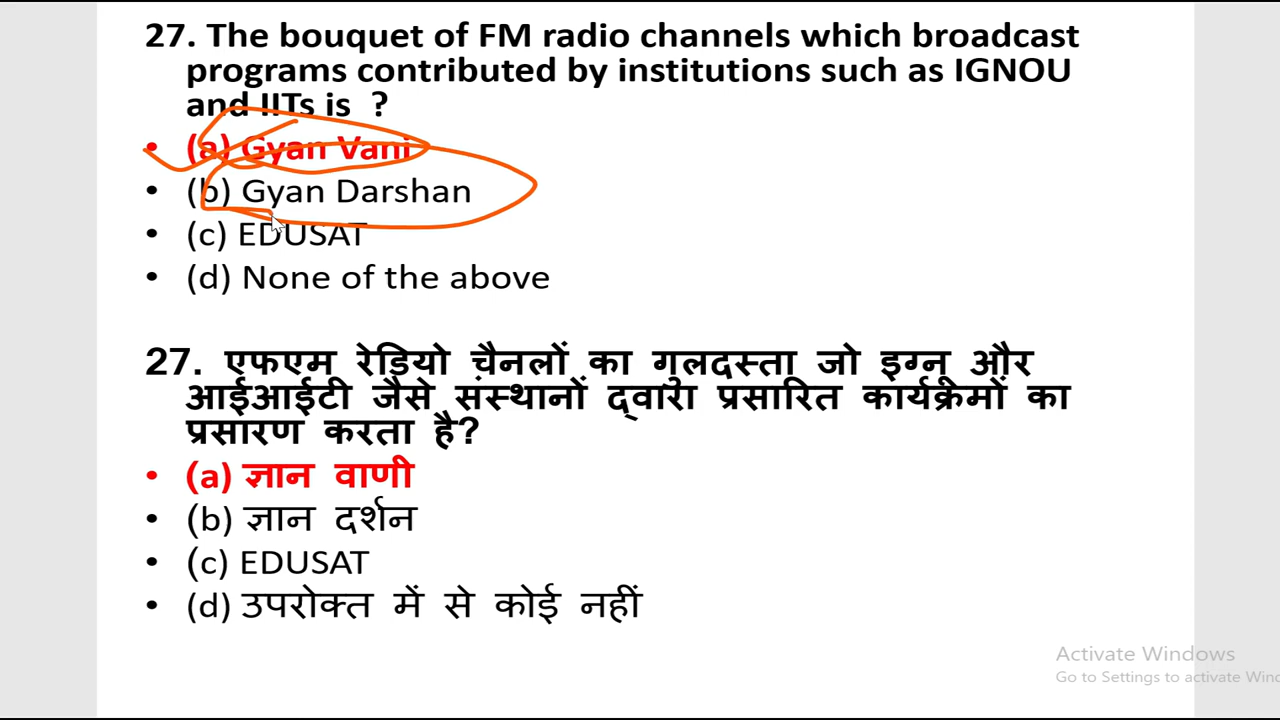 27. The bouquet of FM radio channels which broadcast
programs contributed by institutions such as IGNOU
and IITs is ?
• (a) Gyan Vani
• (b) Gyan Darshan
• (c) EDUSAT
• (d) None of the above
27. एफएम रेडियो चैनलों का गुलदस्ता जो इग्नू और
आईआईटी जैसे संस्थानों द्वारा प्रसारित कार्यक्रमों का
प्रसारण करता है?
• (a) ज्ञान वाणी
• (b) ज्ञान दर्शन
• (c) EDUSAT
• (d) उपरोक्त में से कोई नहीं
Activate Windows
Go to Settings to activate Wind